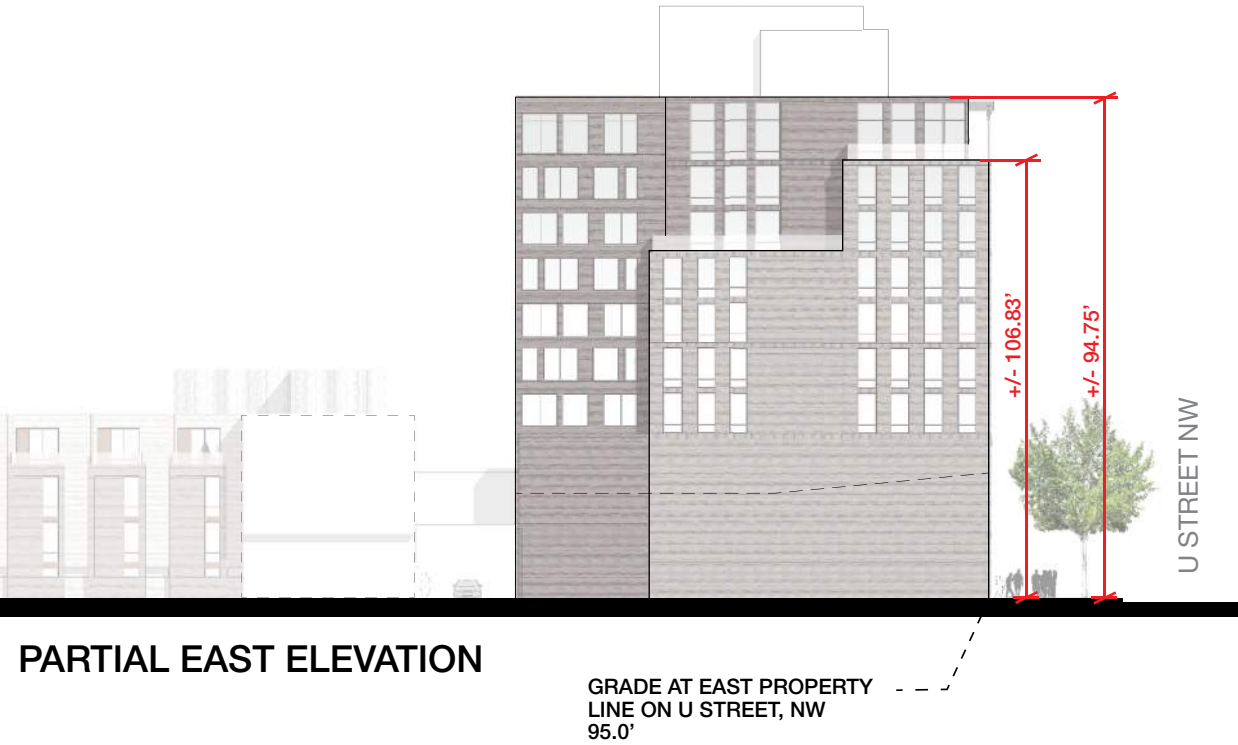 +/- 106.83’
+/- 94.75’
U STREET NW
PARTIAL EAST ELEVATION
GRADE AT EAST PROPERTY
LINE ON U STREET, NW
95.0’